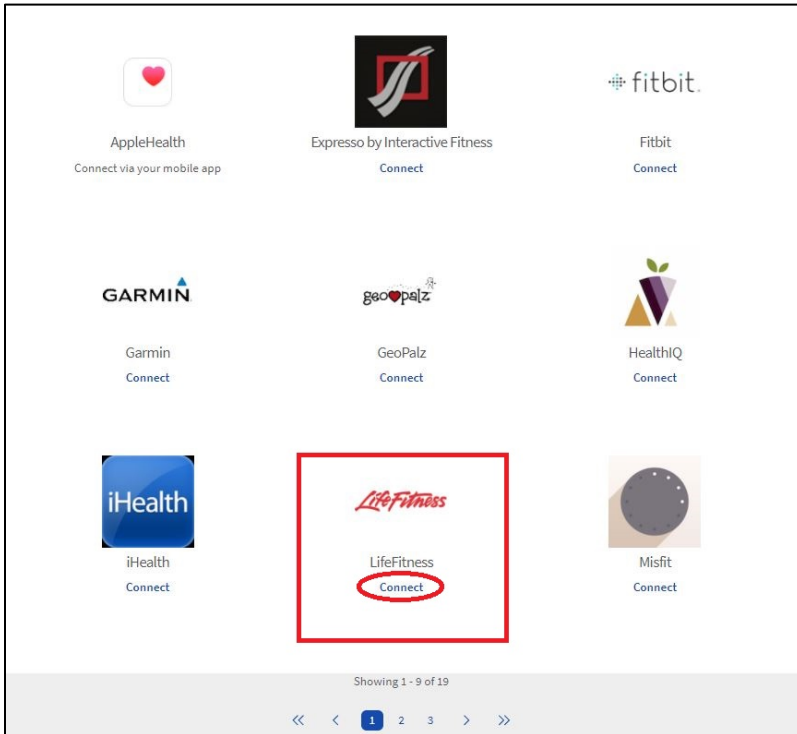 fitbit.
AppleHealth
Expresso by Interactive Fitness
Fitbit
Connect via your mobile app
Connect
Connect
GARMIN
geopalz
Garmin
GeoPalz
HealthIQ
Connect
Connect
Connect
iHealth
LifeFitness
iHealth
LifeFitness
Misfit
Connect
Connect
Connect
Showing 1 - 9 of 19
« < 1 2 3 > »